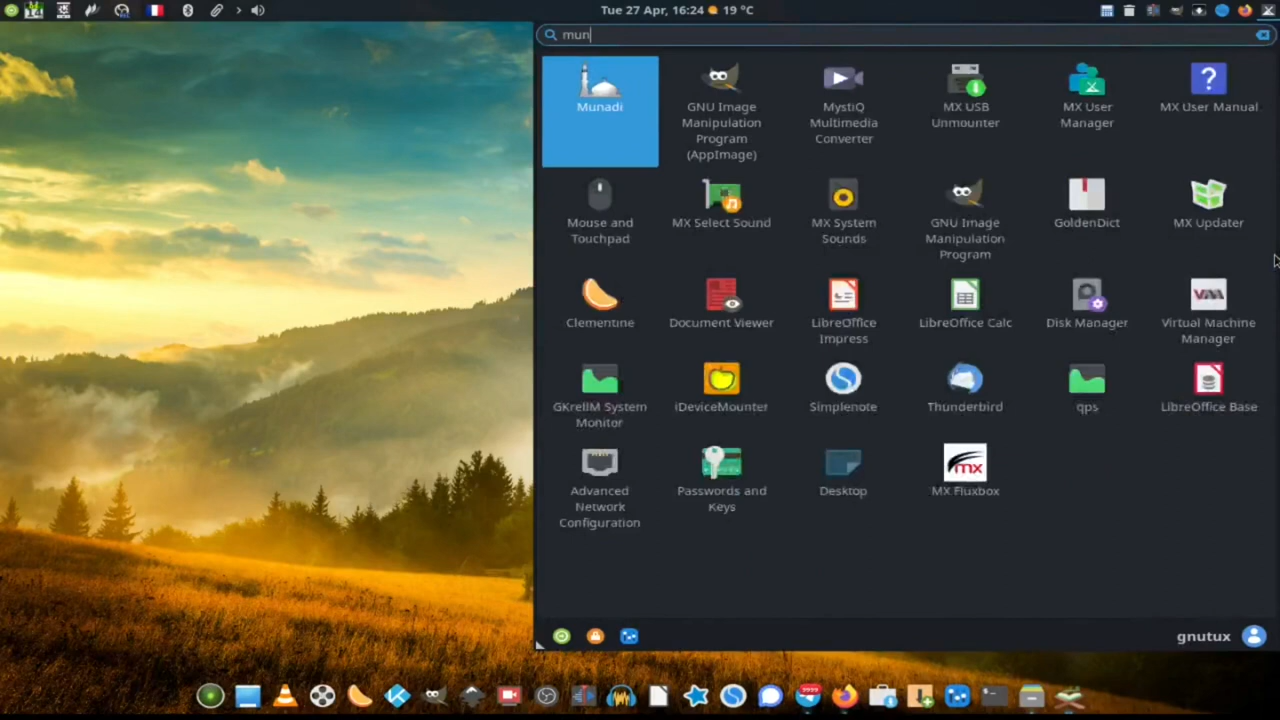 Tue 27 Apr, 16:24 19 °C
mun
Munadi
GNU Image
Manipulation
Program
(AppImage)
MystiQ
Multimedia
Converter
MX USB
Unmounter
MX User
Manager
MX User Manual
Mouse and
Touchpad
MX Select Sound
MX System
Sounds
GNU Image
Manipulation
Program
GoldenDict
MX Updater
Clementine
Document Viewer
LibreOffice
Impress
LibreOffice Calc
Disk Manager
Virtual Machine
Manager
GKrellM System
Monitor
iDeviceMounter
Simplenote
Thunderbird
qps
LibreOffice Base
Advanced
Network
Configuration
Passwords and
Keys
Desktop
mx
MX Fluxbox
gnutux